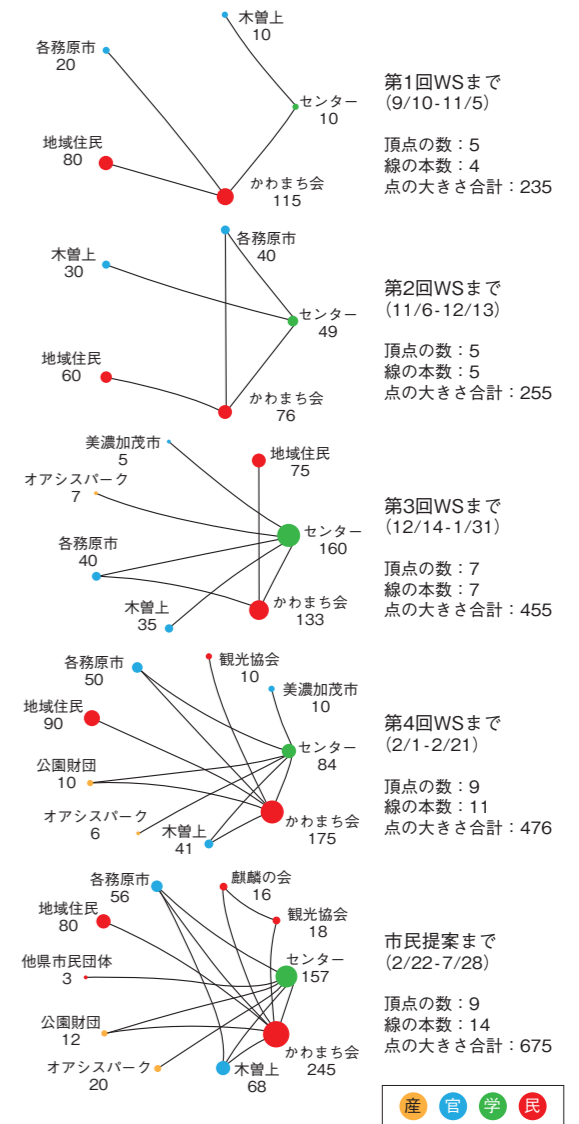 木曽上
10
各務原市
20
センター
10
地域住民
80
かわまち会
115
第1回WSまで
(9/10-11/5)
頂点の数：5
線の本数：4
点の大きさ合計：235
各務原市
40
木曽上
30
センター
49
地域住民
60
かわまち会
76
第2回WSまで
(11/6-12/13)
頂点の数：5
線の本数：5
点の大きさ合計：255
美濃加茂市
5
地域住民
75
オアシスパーク
7
センター
160
各務原市
40
かわまち会
133
木曽上
35
第3回WSまで
(12/14-1/31)
頂点の数：7
線の本数：7
点の大きさ合計：455
各務原市
50
観光協会
10
美濃加茂市
10
地域住民
90
センター
84
公園財団
10
オアシスパーク
6
かわまち会
175
木曽上
41
第4回WSまで
(2/1-2/21)
頂点の数：9
線の本数：11
点の大きさ合計：476
各務原市
56
麒麟の会
16
地域住民
80
観光協会
18
他県市民団体
3
センター
157
公園財団
12
かわまち会
245
オアシスパーク
20
木曽上
68
市民提案まで
(2/22-7/28)
頂点の数：9
線の本数：14
点の大きさ合計：675
産 官 学 民